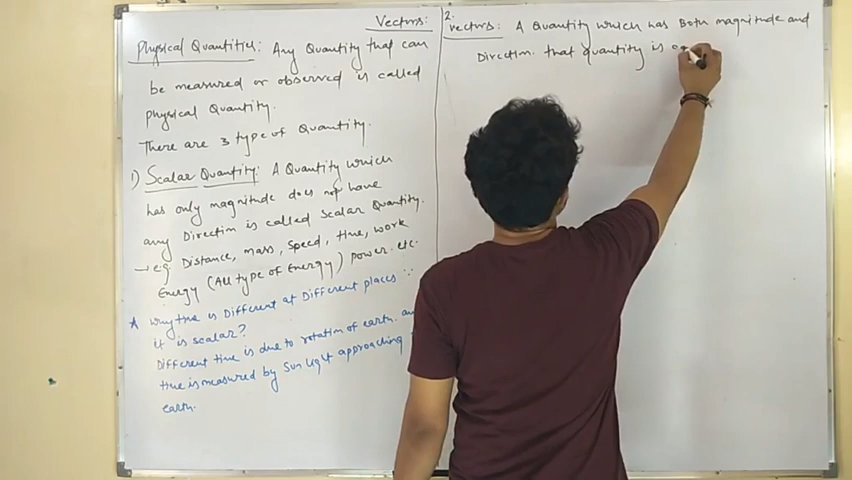 Vectors:
Physical Quantities: Any Quantity that can
be measured or observed is called
physical Quantity.
There are 3 type of Quantity.
1) Scalar Quantity: A Quantity which
has only magnitude does not have
any Direction is called Scalar Quantity.
→ eg Distance, mass, speed, time, work
Energy (All type of Energy) power. etc.
* Why time is Different at Different places ∵
it is scalar?
Different time is due to rotation of earth. an
time is measured by Sun light approaching
earth.
2.
Vectors: A Quantity which has Both magnitude and
Direction. that quantity is